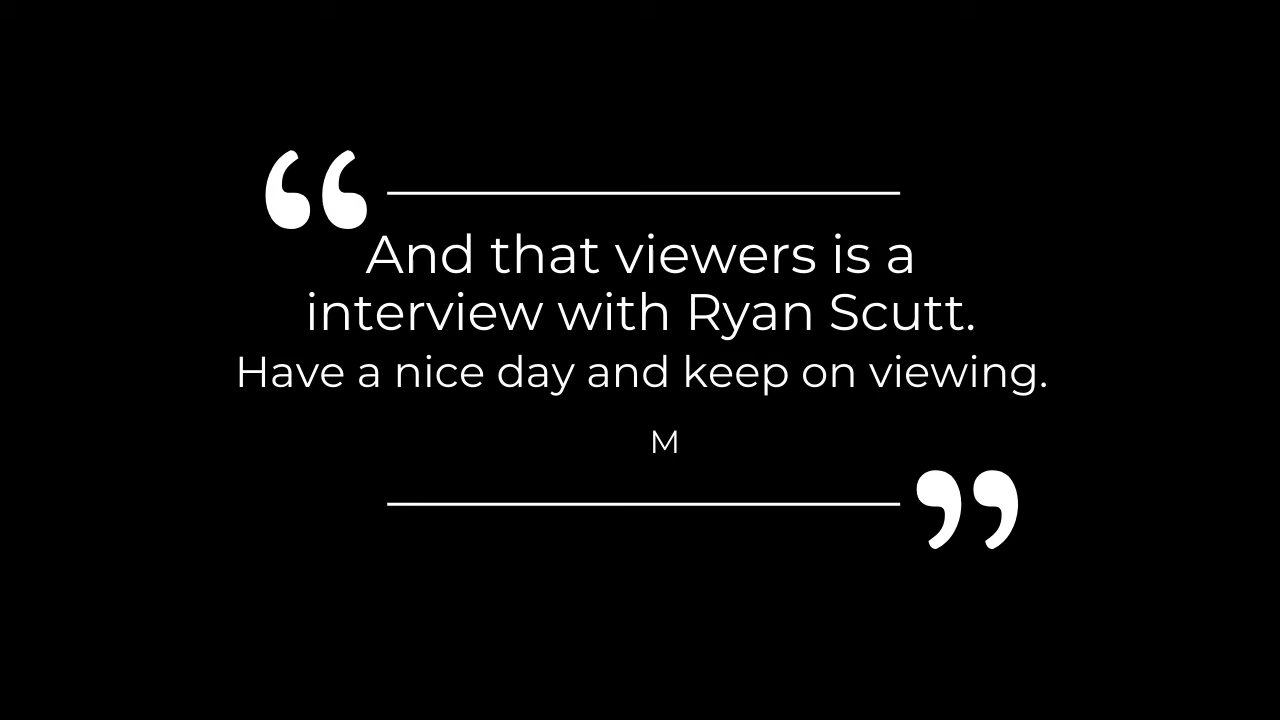 “
And that viewers is a
interview with Ryan Scutt.
Have a nice day and keep on viewing.
M
”